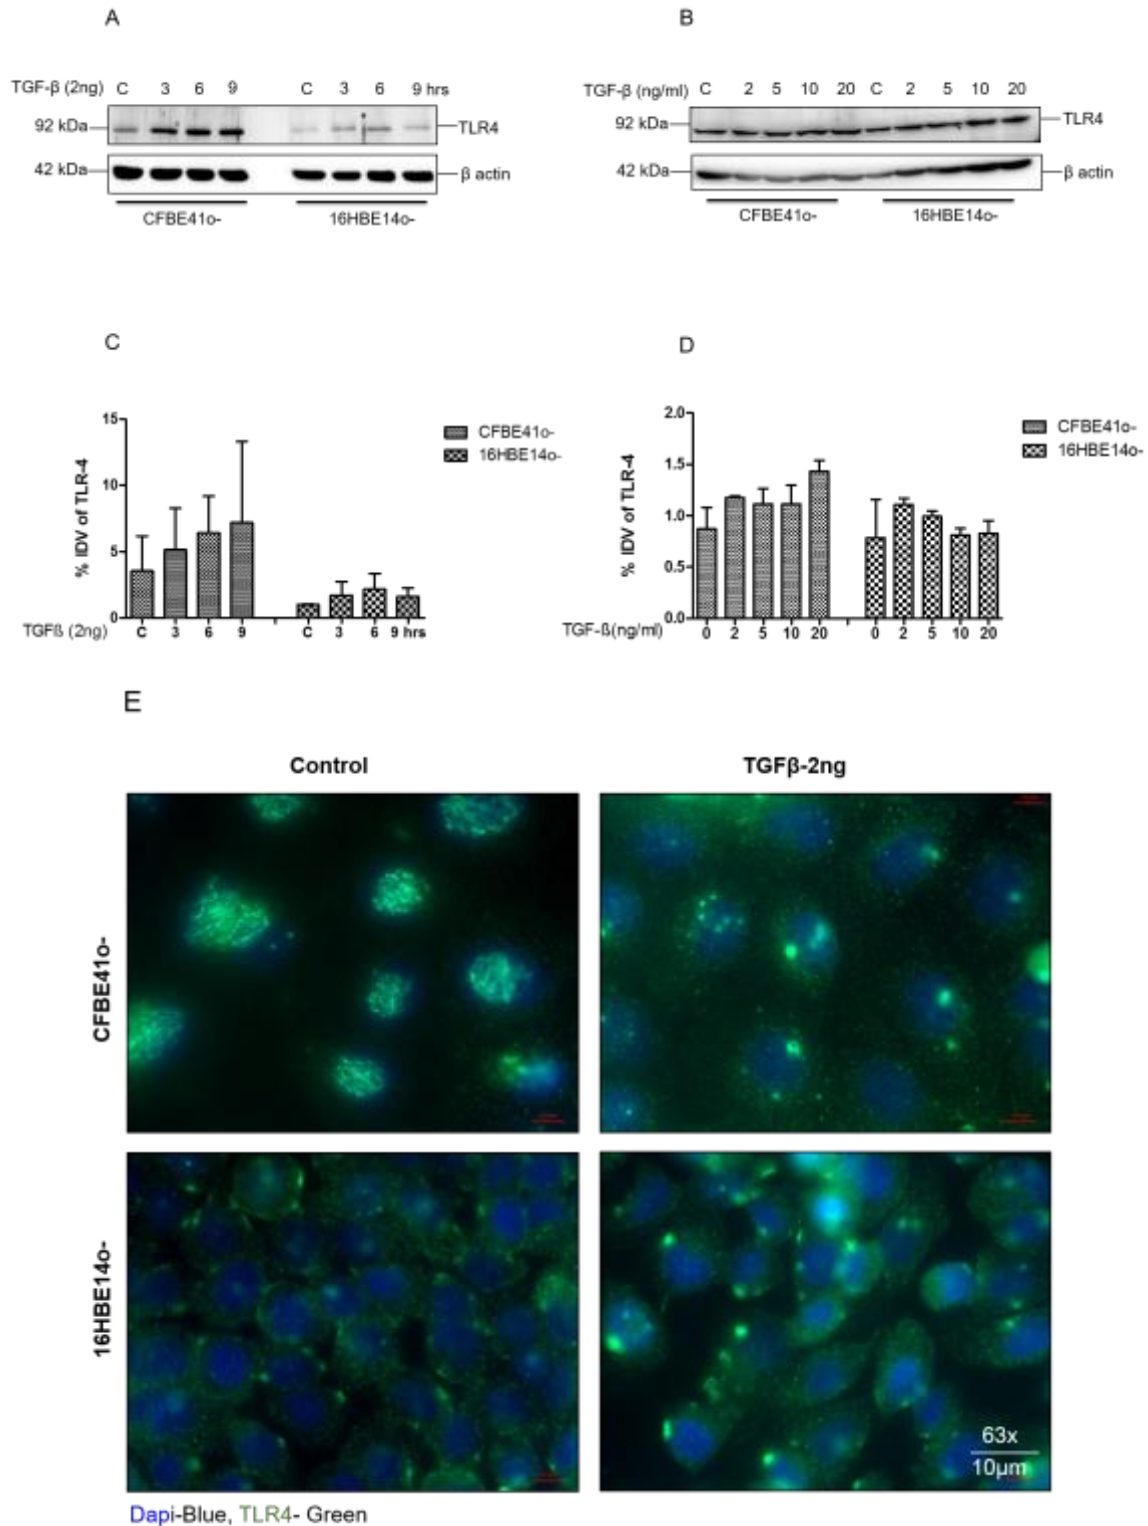 A
B
TGF-β (2ng) C 3 6 9 C 3 6 9 hrs
92 kDa TLR4
42 kDa β actin
CFBE41o- 16HBE14o-
TGF-β (ng/ml) C 2 5 10 20 C 2 5 10 20
92 kDa TLR4
42 kDa β actin
CFBE41o- 16HBE14o-
C
15
10
5
0
% IDV of TLR-4
TGFß (2ng) C 3 6 9 C 3 6 9 hrs
CFBE41o-
16HBE14o-
D
2.0
1.5
1.0
0.5
0.0
% IDV of TLR-4
TGF-ß(ng/ml) 0 2 5 10 20 0 2 5 10 20
CFBE41o-
16HBE14o-
E
Control TGFβ-2ng
CFBE41o-
16HBE14o-
63x
10μm
Dapi-Blue, TLR4- Green